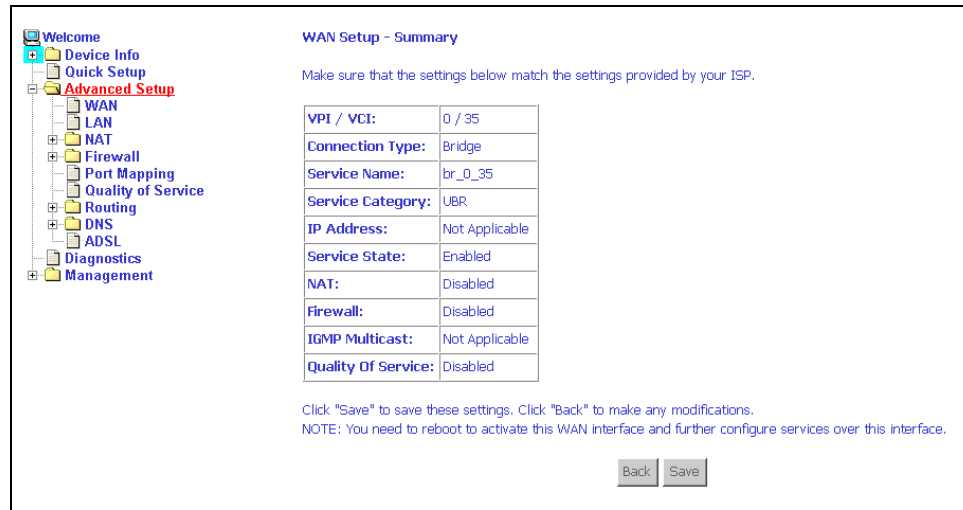 Welcome
Device Info
Quick Setup
Advanced Setup
WAN
LAN
NAT
Firewall
Port Mapping
Quality of Service
Routing
DNS
ADSL
Diagnostics
Management
WAN Setup - Summary
Make sure that the settings below match the settings provided by your ISP.
VPI / VCI: 0 / 35
Connection Type: Bridge
Service Name: br_0_35
Service Category: UBR
IP Address: Not Applicable
Service State: Enabled
NAT: Disabled
Firewall: Disabled
IGMP Multicast: Not Applicable
Quality Of Service: Disabled
Click "Save" to save these settings. Click "Back" to make any modifications.
NOTE: You need to reboot to activate this WAN interface and further configure services over this interface.
Back Save